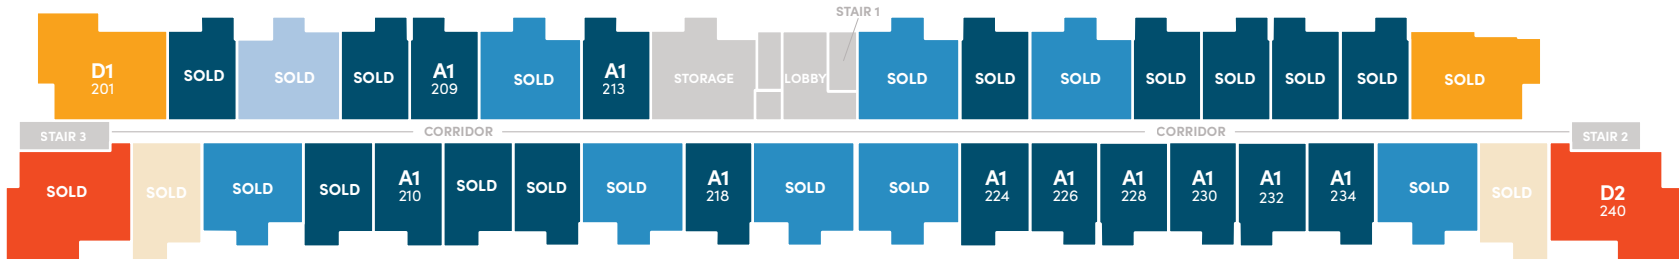 STAIR 1
D1
201
SOLD
SOLD
SOLD
A1
209
SOLD
A1
213
STORAGE
LOBBY
SOLD
SOLD
SOLD
SOLD
SOLD
SOLD
SOLD
SOLD
STAIR 3
CORRIDOR
CORRIDOR
STAIR 2
SOLD
SOLD
SOLD
SOLD
A1
210
SOLD
SOLD
SOLD
A1
218
SOLD
SOLD
A1
224
A1
226
A1
228
A1
230
A1
232
A1
234
SOLD
SOLD
D2
240